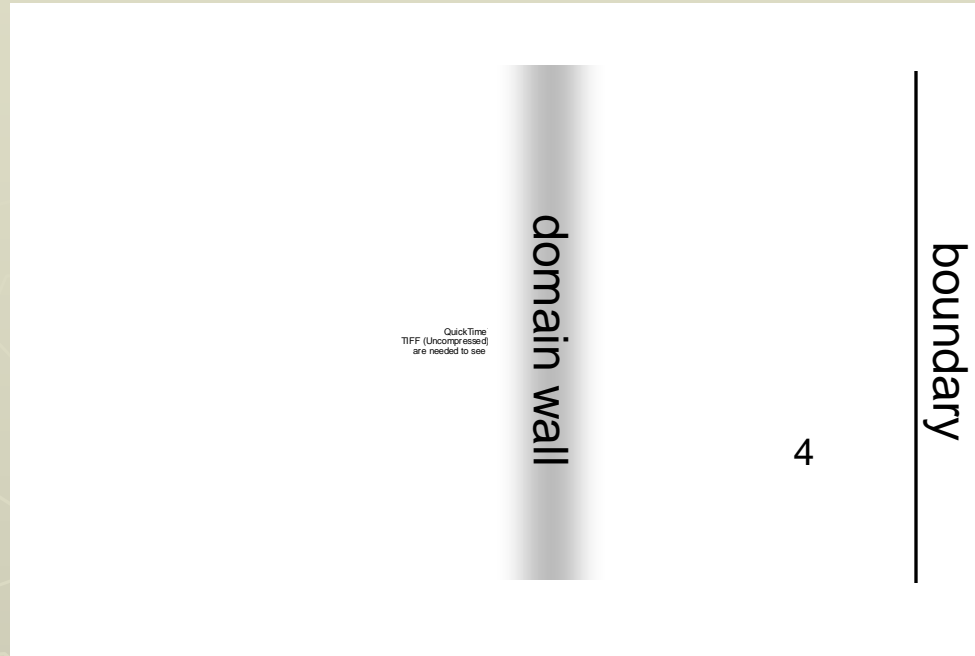 QuickTime
TIFF (Uncompressed)
are needed to see
domain wall
4
boundary